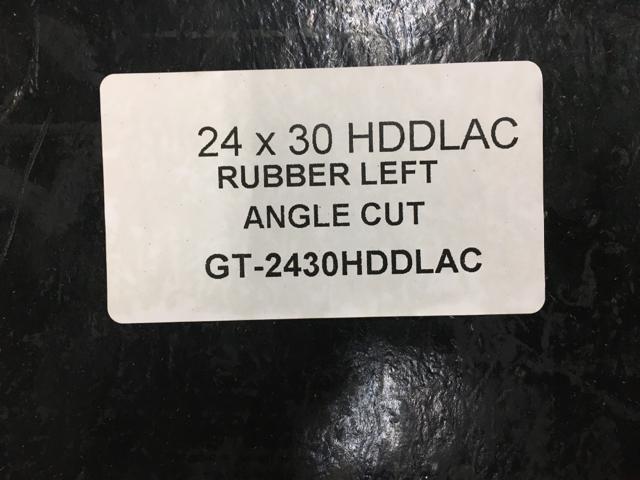 24 x 30 HDDLAC
RUBBER LEFT
ANGLE CUT
GT-2430HDDLAC